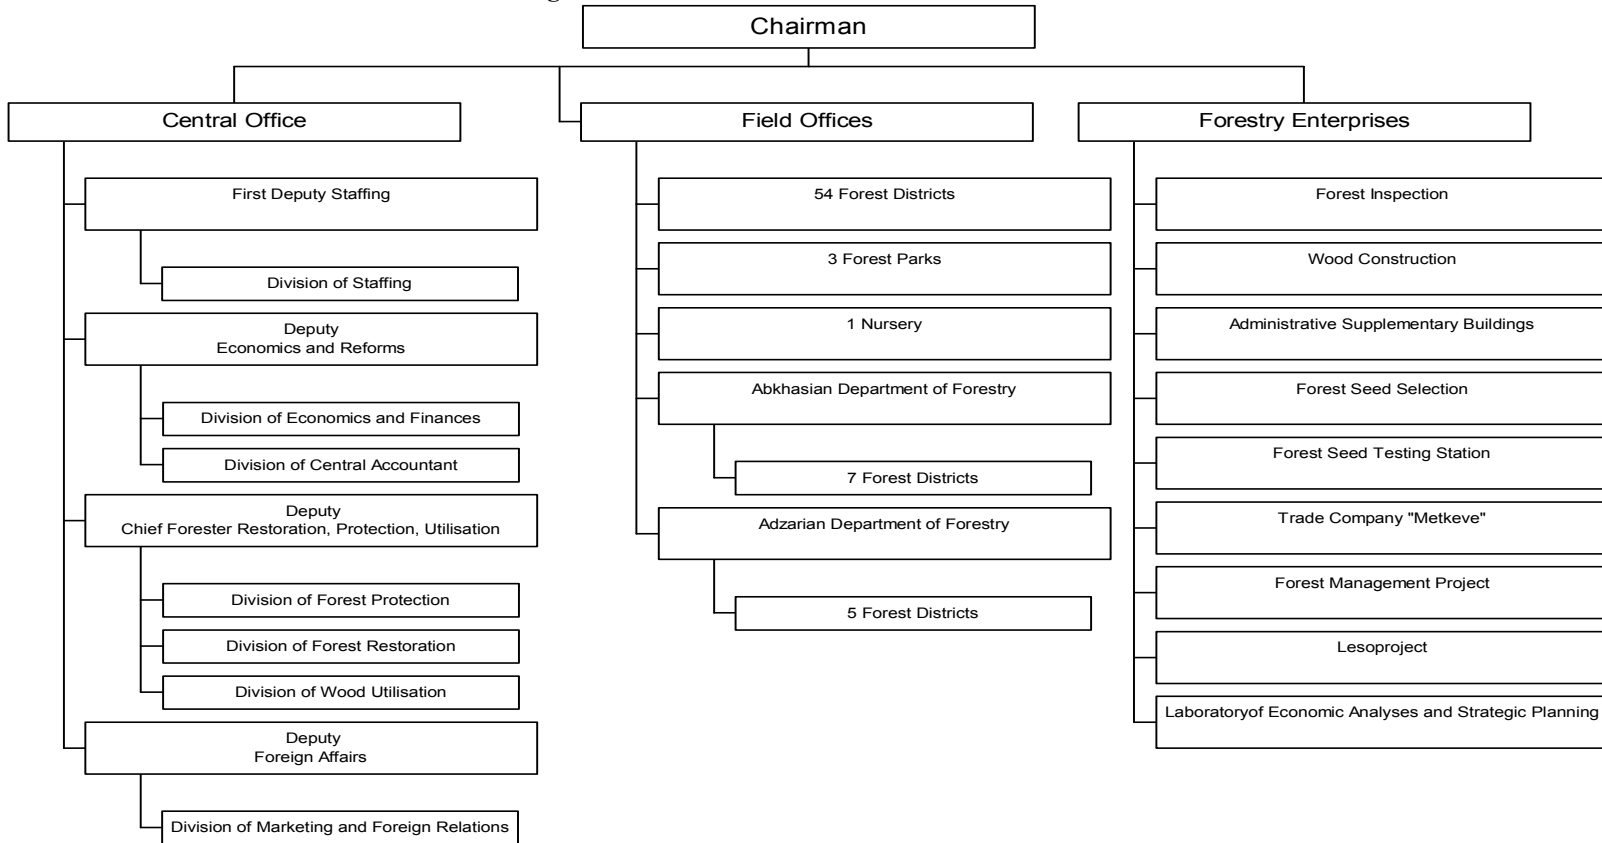 Chairman
Central Office
Field Offices
Forestry Enterprises
First Deputy Staffing
Division of Staffing
Deputy
Economics and Reforms
Division of Economics and Finances
Division of Central Accountant
Deputy
Chief Forester Restoration, Protection, Utilisation
Division of Forest Protection
Division of Forest Restoration
Division of Wood Utilisation
Deputy
Foreign Affairs
Division of Marketing and Foreign Relations
54 Forest Districts
3 Forest Parks
1 Nursery
Abkhasian Department of Forestry
7 Forest Districts
Adzarian Department of Forestry
5 Forest Districts
Forest Inspection
Wood Construction
Administrative Supplementary Buildings
Forest Seed Selection
Forest Seed Testing Station
Trade Company "Metkeve"
Forest Management Project
Lesoproject
Laboratoryof Economic Analyses and Strategic Planning